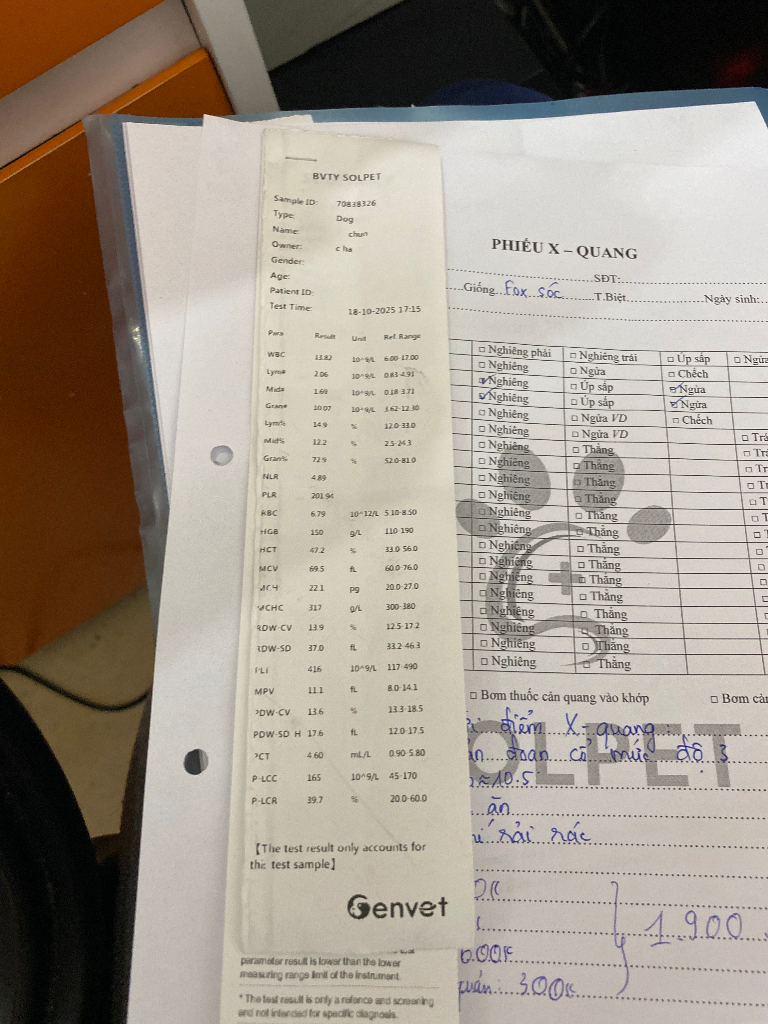 BVTY SOLPET
Sample ID: 70838326
Type: Dog
Name: chun
Owner: c ha
Gender:
Age:
Patient ID:
Test Time: 18-10-2025 17:15
Para Result Unit Ref. Range
WBC 13.82 10^9/L 6.00-17.00
Lym# 2.06 10^9/L 0.83-4.91
Mid# 1.69 10^9/L 0.18-3.71
Gran# 10.07 10^9/L 3.62-12.30
Lym% 14.9 % 12.0-33.0
Mid% 12.2 % 2.5-24.3
Gran% 72.9 % 52.0-81.0
NLR 4.89
PLR 201.94
RBC 6.79 10^12/L 5.10-8.50
HGB 150 g/L 110-190
HCT 47.2 % 33.0-56.0
MCV 69.5 fL 60.0-76.0
MCH 22.1 pg 20.0-27.0
MCHC 317 g/L 300-380
RDW-CV 13.9 % 12.5-17.2
RDW-SD 37.0 fL 33.2-46.3
PLT 416 10^9/L 117-490
MPV 11.1 fL 8.0-14.1
PDW-CV 13.6 % 13.3-18.5
PDW-SD H 17.6 fL 12.0-17.5
PCT 4.60 mL/L 0.90-5.80
P-LCC 165 10^9/L 45-170
P-LCR 39.7 % 20.0-60.0
【The test result only accounts for
the test sample】
Genvet
parameter result is lower than the lower
measuring range limit of the instrument.
* The test result is only a refence and screening
and not intended for specific diagnosis.
PHIẾU X – QUANG
SĐT:
Giống Fox sóc T.Biệt Ngày sinh:
□ Nghiêng phải □ Nghiêng trái □ Úp sấp □ Ngửa
□ Nghiêng □ Ngửa □ Chếch
☑ Nghiêng □ Úp sấp ☑ Ngửa
☑ Nghiêng □ Úp sấp ☑ Ngửa
□ Nghiêng □ Ngửa VD □ Chếch
□ Nghiêng □ Ngửa VD
□ Nghiêng □ Thẳng
□ Nghiêng □ Thẳng
□ Nghiêng □ Thẳng
□ Nghiêng □ Thẳng
□ Nghiêng □ Thẳng
□ Nghiêng □ Thẳng
□ Nghiêng □ Thẳng
□ Nghiêng □ Thẳng
□ Nghiêng □ Thẳng
□ Nghiêng □ Thẳng
□ Nghiêng □ Thẳng
□ Nghiêng □ Thẳng
□ Bơm thuốc cản quang vào khớp □ Bơm cản
OLPET
điểm X-quang:
đoạn cổ mức độ 3
10.5
ăn
rải rác
1.900
300k